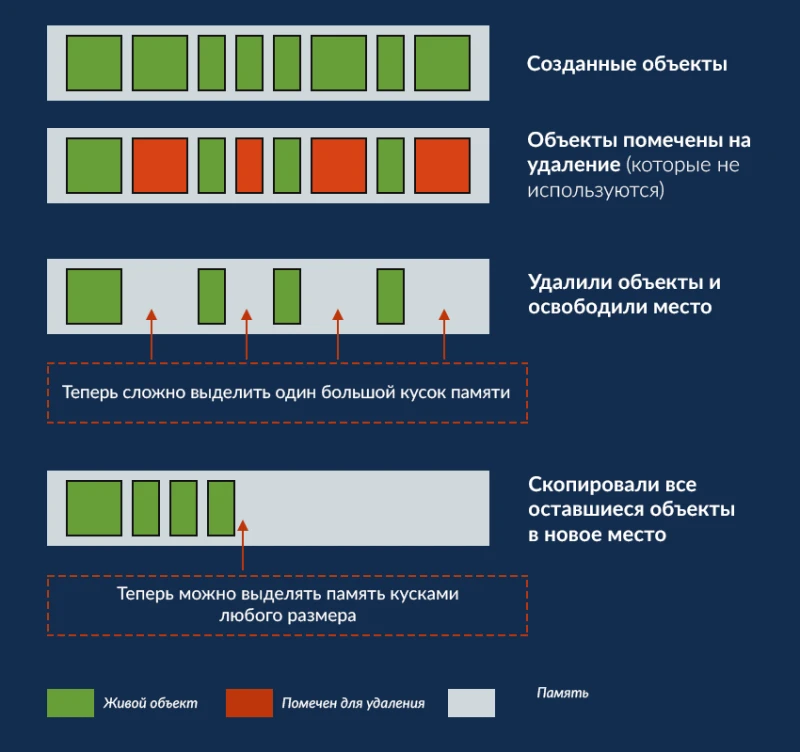 Созданные объекты
Объекты помечены на
удаление (которые не
используются)
Удалили объекты и
освободили место
Теперь сложно выделить один большой кусок памяти
Скопировали все
оставшиеся объекты
в новое место
Теперь можно выделять память кусками
любого размера
Живой объект
Помечен для удаления
Память